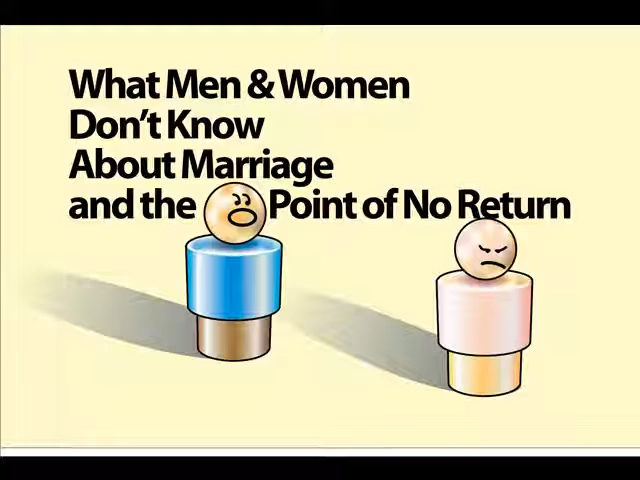 What Men & Women
Don't Know
About Marriage
and the Point of No Return